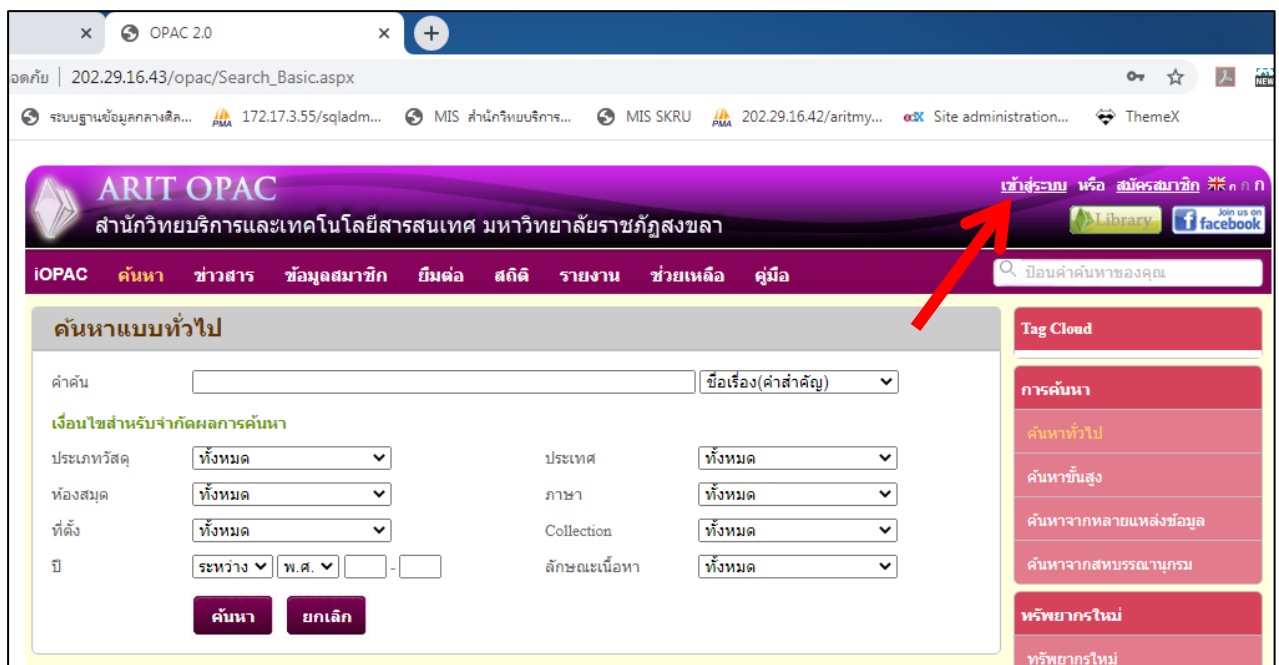 OPAC 2.0
อดภัย 202.29.16.43/opac/Search_Basic.aspx
NEW
ระบบฐานข้อมูลกลางศิล... 172.17.3.55/sqladm... MIS สำนักวิทยบริการ... MIS SKRU 202.29.16.42/aritmy... Site administration... ThemeX
ARIT OPAC
เข้าสู่ระบบ หรือ สมัครสมาชิก ก ก ก
สำนักวิทยบริการและเทคโนโลยีสารสนเทศ มหาวิทยาลัยราชภัฏสงขลา
Library Join us on facebook
iOPAC ค้นหา ข่าวสาร ข้อมูลสมาชิก ยืมต่อ สถิติ รายงาน ช่วยเหลือ คู่มือ ป้อนคำค้นหาของคุณ
ค้นหาแบบทั่วไป
คำค้น ชื่อเรื่อง(คำสำคัญ)
เงื่อนไขสำหรับจำกัดผลการค้นหา
ประเภทวัสดุ ทั้งหมด ประเทศ ทั้งหมด
ห้องสมุด ทั้งหมด ภาษา ทั้งหมด
ที่ตั้ง ทั้งหมด Collection ทั้งหมด
ปี ระหว่าง พ.ศ. - ลักษณะเนื้อหา ทั้งหมด
ค้นหา ยกเลิก
Tag Cloud
การค้นหา
ค้นหาทั่วไป
ค้นหาขั้นสูง
ค้นหาจากหลายแหล่งข้อมูล
ค้นหาจากสหบรรณานุกรม
ทรัพยากรใหม่
ทรัพยากรใหม่